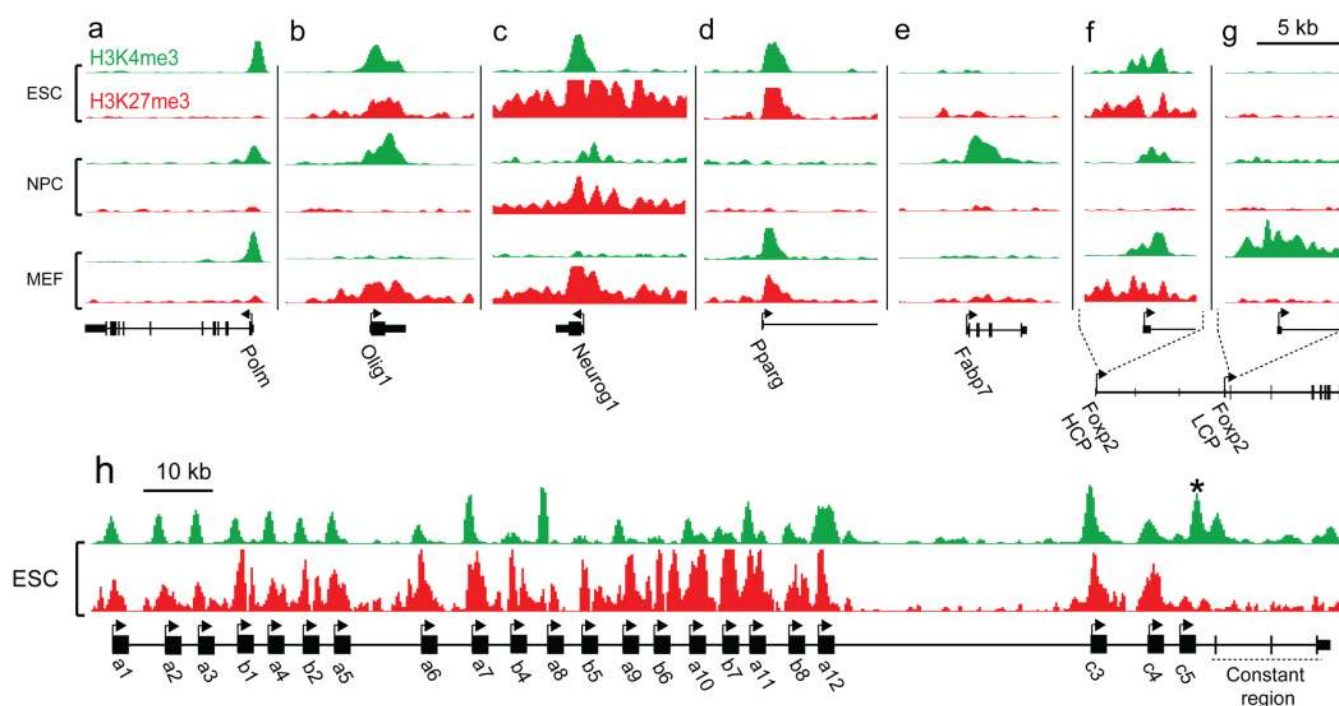 a b c d e f g
5 kb
H3K4me3
ESC
H3K27me3
NPC
MEF
Polm
Olig1
Neurog1
Pparg
Fabp7
Foxp2
HCP
Foxp2
LCP
h
10 kb
*
ESC
a1 a2 a3 b1 a4 b2 a5 a6 a7 b4 a8 b5 a9 b6 a10 b7 a11 b8 a12 c3 c4 c5
Constant
region